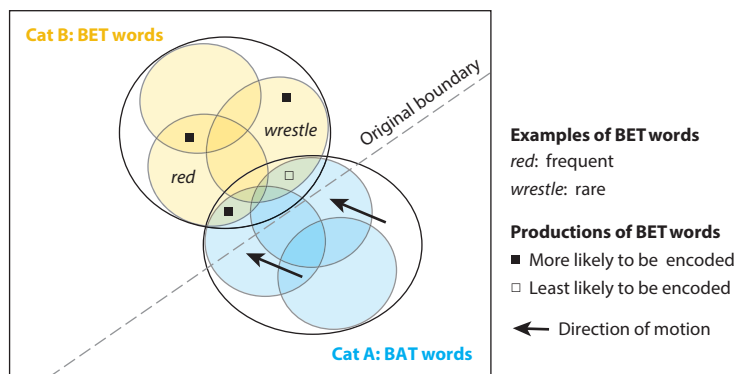 Cat B: BET words
Original boundary
wrestle
red
Cat A: BAT words
Examples of BET words
red: frequent
wrestle: rare
Productions of BET words
More likely to be encoded
Least likely to be encoded
Direction of motion